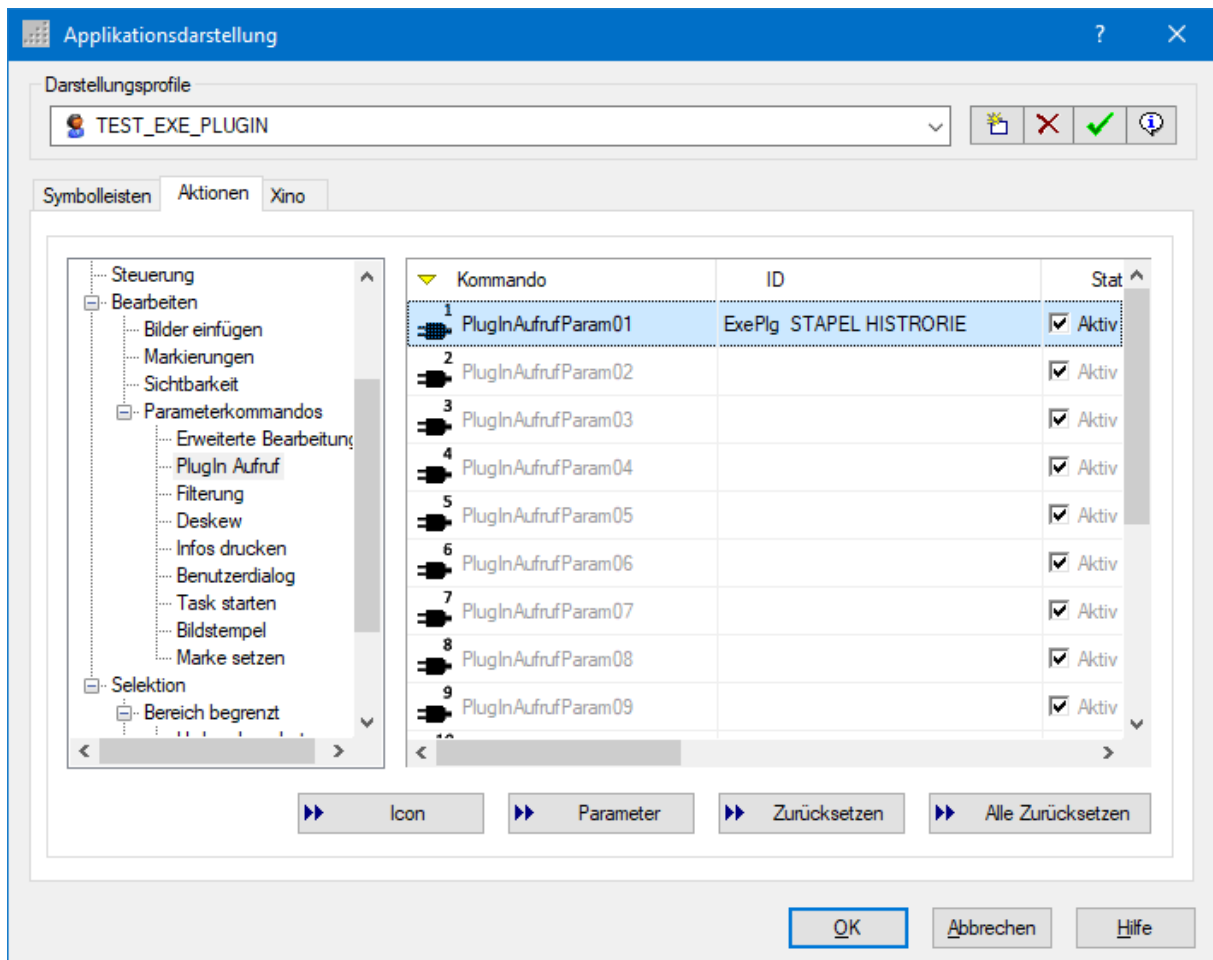 Applikationsdarstellung ?
Darstellungsprofile
TEST_EXE_PLUGIN
Symbolleisten Aktionen Xino
Steuerung
Bearbeiten
Bilder einfügen
Markierungen
Sichtbarkeit
Parameterkommandos
Erweiterte Bearbeitung
PlugIn Aufruf
Filterung
Deskew
Infos drucken
Benutzerdialog
Task starten
Bildstempel
Marke setzen
Selektion
Bereich begrenzt
Kommando ID Stat
1 PlugInAufrufParam01 ExePlg STAPEL HISTRORIE Aktiv
2 PlugInAufrufParam02 Aktiv
3 PlugInAufrufParam03 Aktiv
4 PlugInAufrufParam04 Aktiv
5 PlugInAufrufParam05 Aktiv
6 PlugInAufrufParam06 Aktiv
7 PlugInAufrufParam07 Aktiv
8 PlugInAufrufParam08 Aktiv
9 PlugInAufrufParam09 Aktiv
Icon Parameter Zurücksetzen Alle Zurücksetzen
OK Abbrechen Hilfe